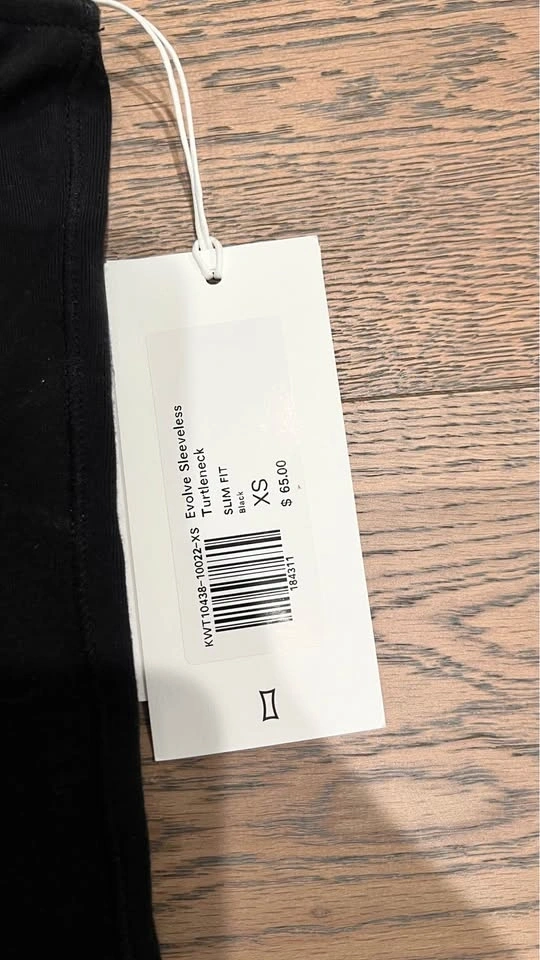 KWT10438-10022-XS
184311
Evolve Sleeveless
Turtleneck
SLIM FIT
Black
XS
$ 65.00